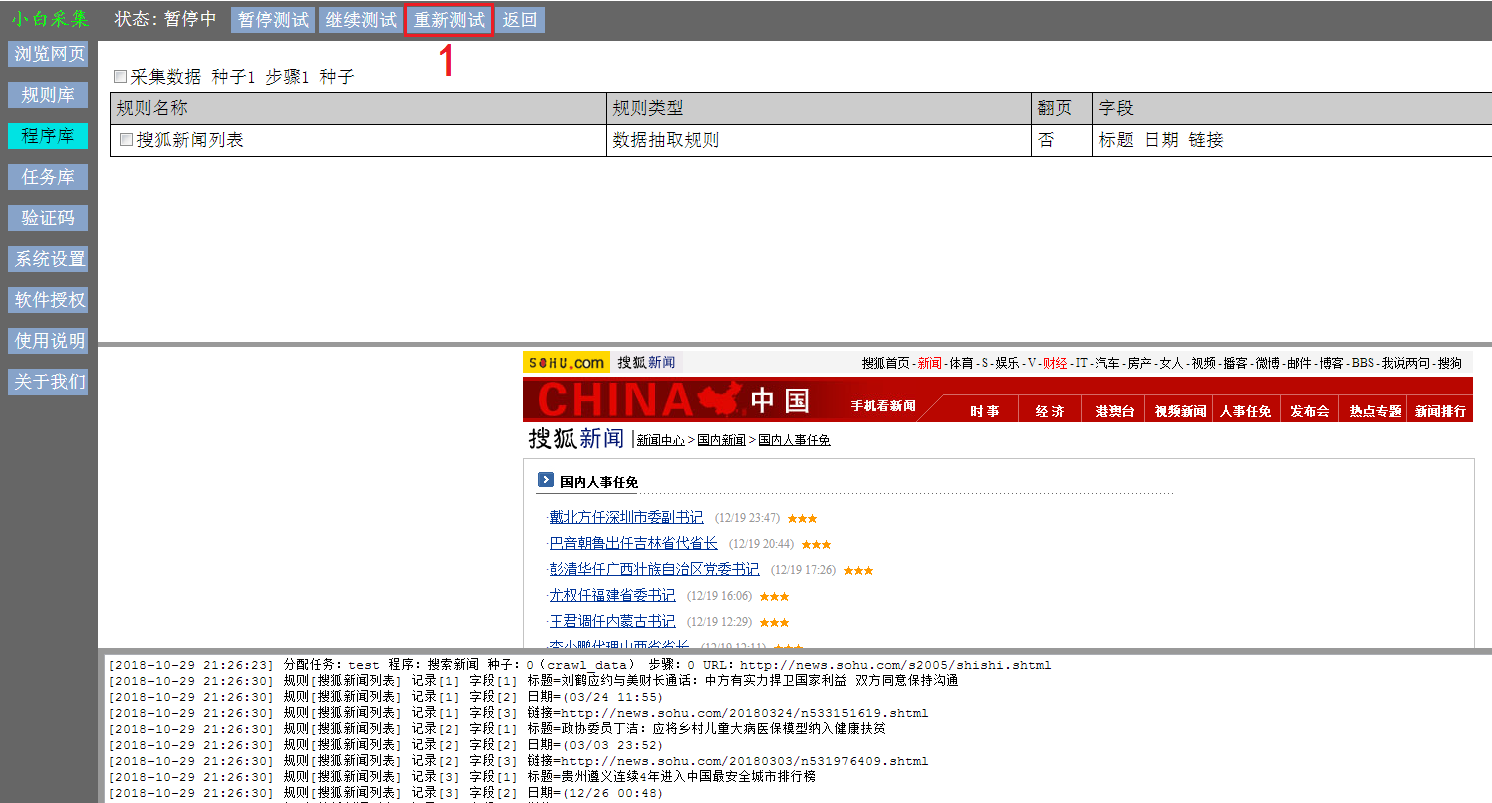 小白采集 状态: 暂停中 暂停测试 继续测试 重新测试 返回
1
浏览网页
规则库
程序库
任务库
验证码
系统设置
软件授权
使用说明
关于我们
采集数据 种子1 步骤1 种子
规则名称 规则类型 翻页 字段
搜狐新闻列表 数据抽取规则 否 标题 日期 链接
SOHU.com 搜狐新闻 搜狐首页-新闻-体育-S-娱乐-V-财经-IT-汽车-房产-女人-视频-播客-微博-邮件-博客-BBS-我说两句-搜狗
CHINA 中国 手机看新闻 时事 经济 港澳台 视频新闻 人事任免 发布会 热点专题 新闻排行
搜狐新闻 |新闻中心>国内新闻>国内人事任免
国内人事任免
·戴北方任深圳市委副书记 (12/19 23:47) ★★★
·巴音朝鲁出任吉林省代省长 (12/19 20:44) ★★★
·彭清华任广西壮族自治区党委书记 (12/19 17:26) ★★★
·尤权任福建省委书记 (12/19 16:06) ★★★
·王君调任内蒙古书记 (12/19 12:29) ★★★
·李小鹏代理山西省省长 (12/19 12:11) ★★★
[2018-10-29 21:26:23] 分配任务: test 程序: 搜索新闻 种子: 0(crawl_data) 步骤: 0 URL: http://news.sohu.com/s2005/shishi.shtml
[2018-10-29 21:26:30] 规则[搜狐新闻列表] 记录[1] 字段[1] 标题=刘鹤应约与美财长通话: 中方有实力捍卫国家利益 双方同意保持沟通
[2018-10-29 21:26:30] 规则[搜狐新闻列表] 记录[1] 字段[2] 日期=(03/24 11:55)
[2018-10-29 21:26:30] 规则[搜狐新闻列表] 记录[1] 字段[3] 链接=http://news.sohu.com/20180324/n533151619.shtml
[2018-10-29 21:26:30] 规则[搜狐新闻列表] 记录[2] 字段[1] 标题=政协委员丁洁: 应将乡村儿童大病医保模型纳入健康扶贫
[2018-10-29 21:26:30] 规则[搜狐新闻列表] 记录[2] 字段[2] 日期=(03/03 23:52)
[2018-10-29 21:26:30] 规则[搜狐新闻列表] 记录[2] 字段[3] 链接=http://news.sohu.com/20180303/n531976409.shtml
[2018-10-29 21:26:30] 规则[搜狐新闻列表] 记录[3] 字段[1] 标题=贵州遵义连续4年进入中国最安全城市排行榜
[2018-10-29 21:26:30] 规则[搜狐新闻列表] 记录[3] 字段[2] 日期=(12/26 00:48)